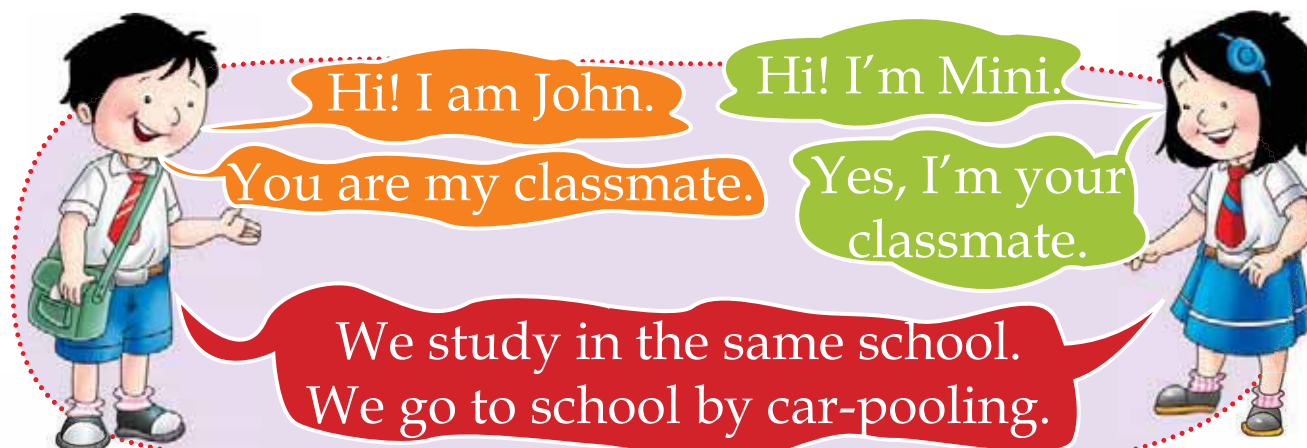 Hi! I am John.
Hi! I'm Mini.
You are my classmate.
Yes, I'm your
classmate.
We study in the same school.
We go to school by car-pooling.